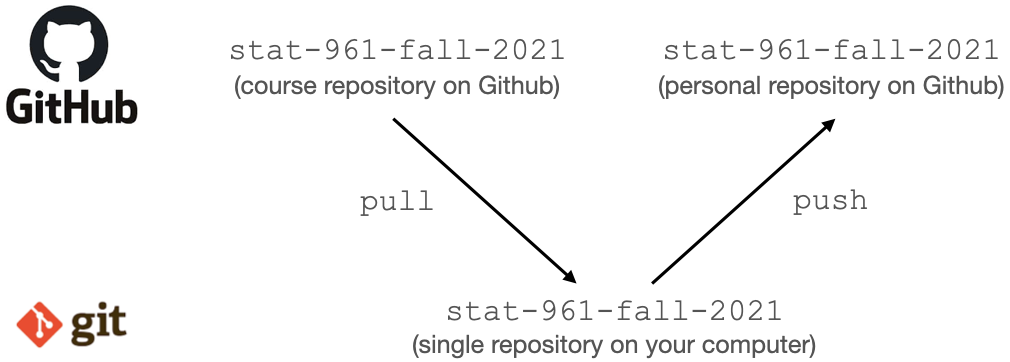 GitHub
stat-961-fall-2021
(course repository on Github)
stat-961-fall-2021
(personal repository on Github)
pull
push
git
stat-961-fall-2021
(single repository on your computer)